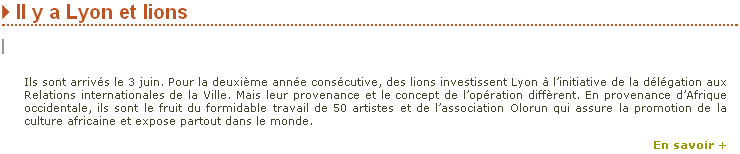 Il y a Lyon et lions
Ils sont arrivés le 3 juin. Pour la deuxième année consécutive, des lions investissent Lyon à l'initiative de la délégation aux
Relations internationales de la Ville. Mais leur provenance et le concept de l'opération diffèrent. En provenance d'Afrique
occidentale, ils sont le fruit du formidable travail de 50 artistes et de l'association Olorun qui assure la promotion de la
culture africaine et expose partout dans le monde.
En savoir +